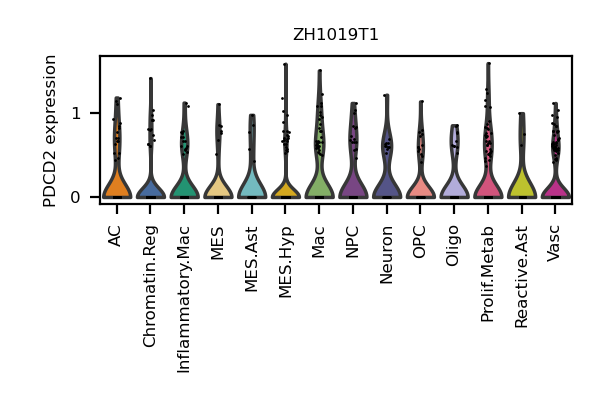 ZH1019T1
PDCD2 expression
1
0
AC
Chromatin.Reg
Inflammatory.Mac
MES
MES.Ast
MES.Hyp
Mac
NPC
Neuron
OPC
Oligo
Prolif.Metab
Reactive.Ast
Vasc